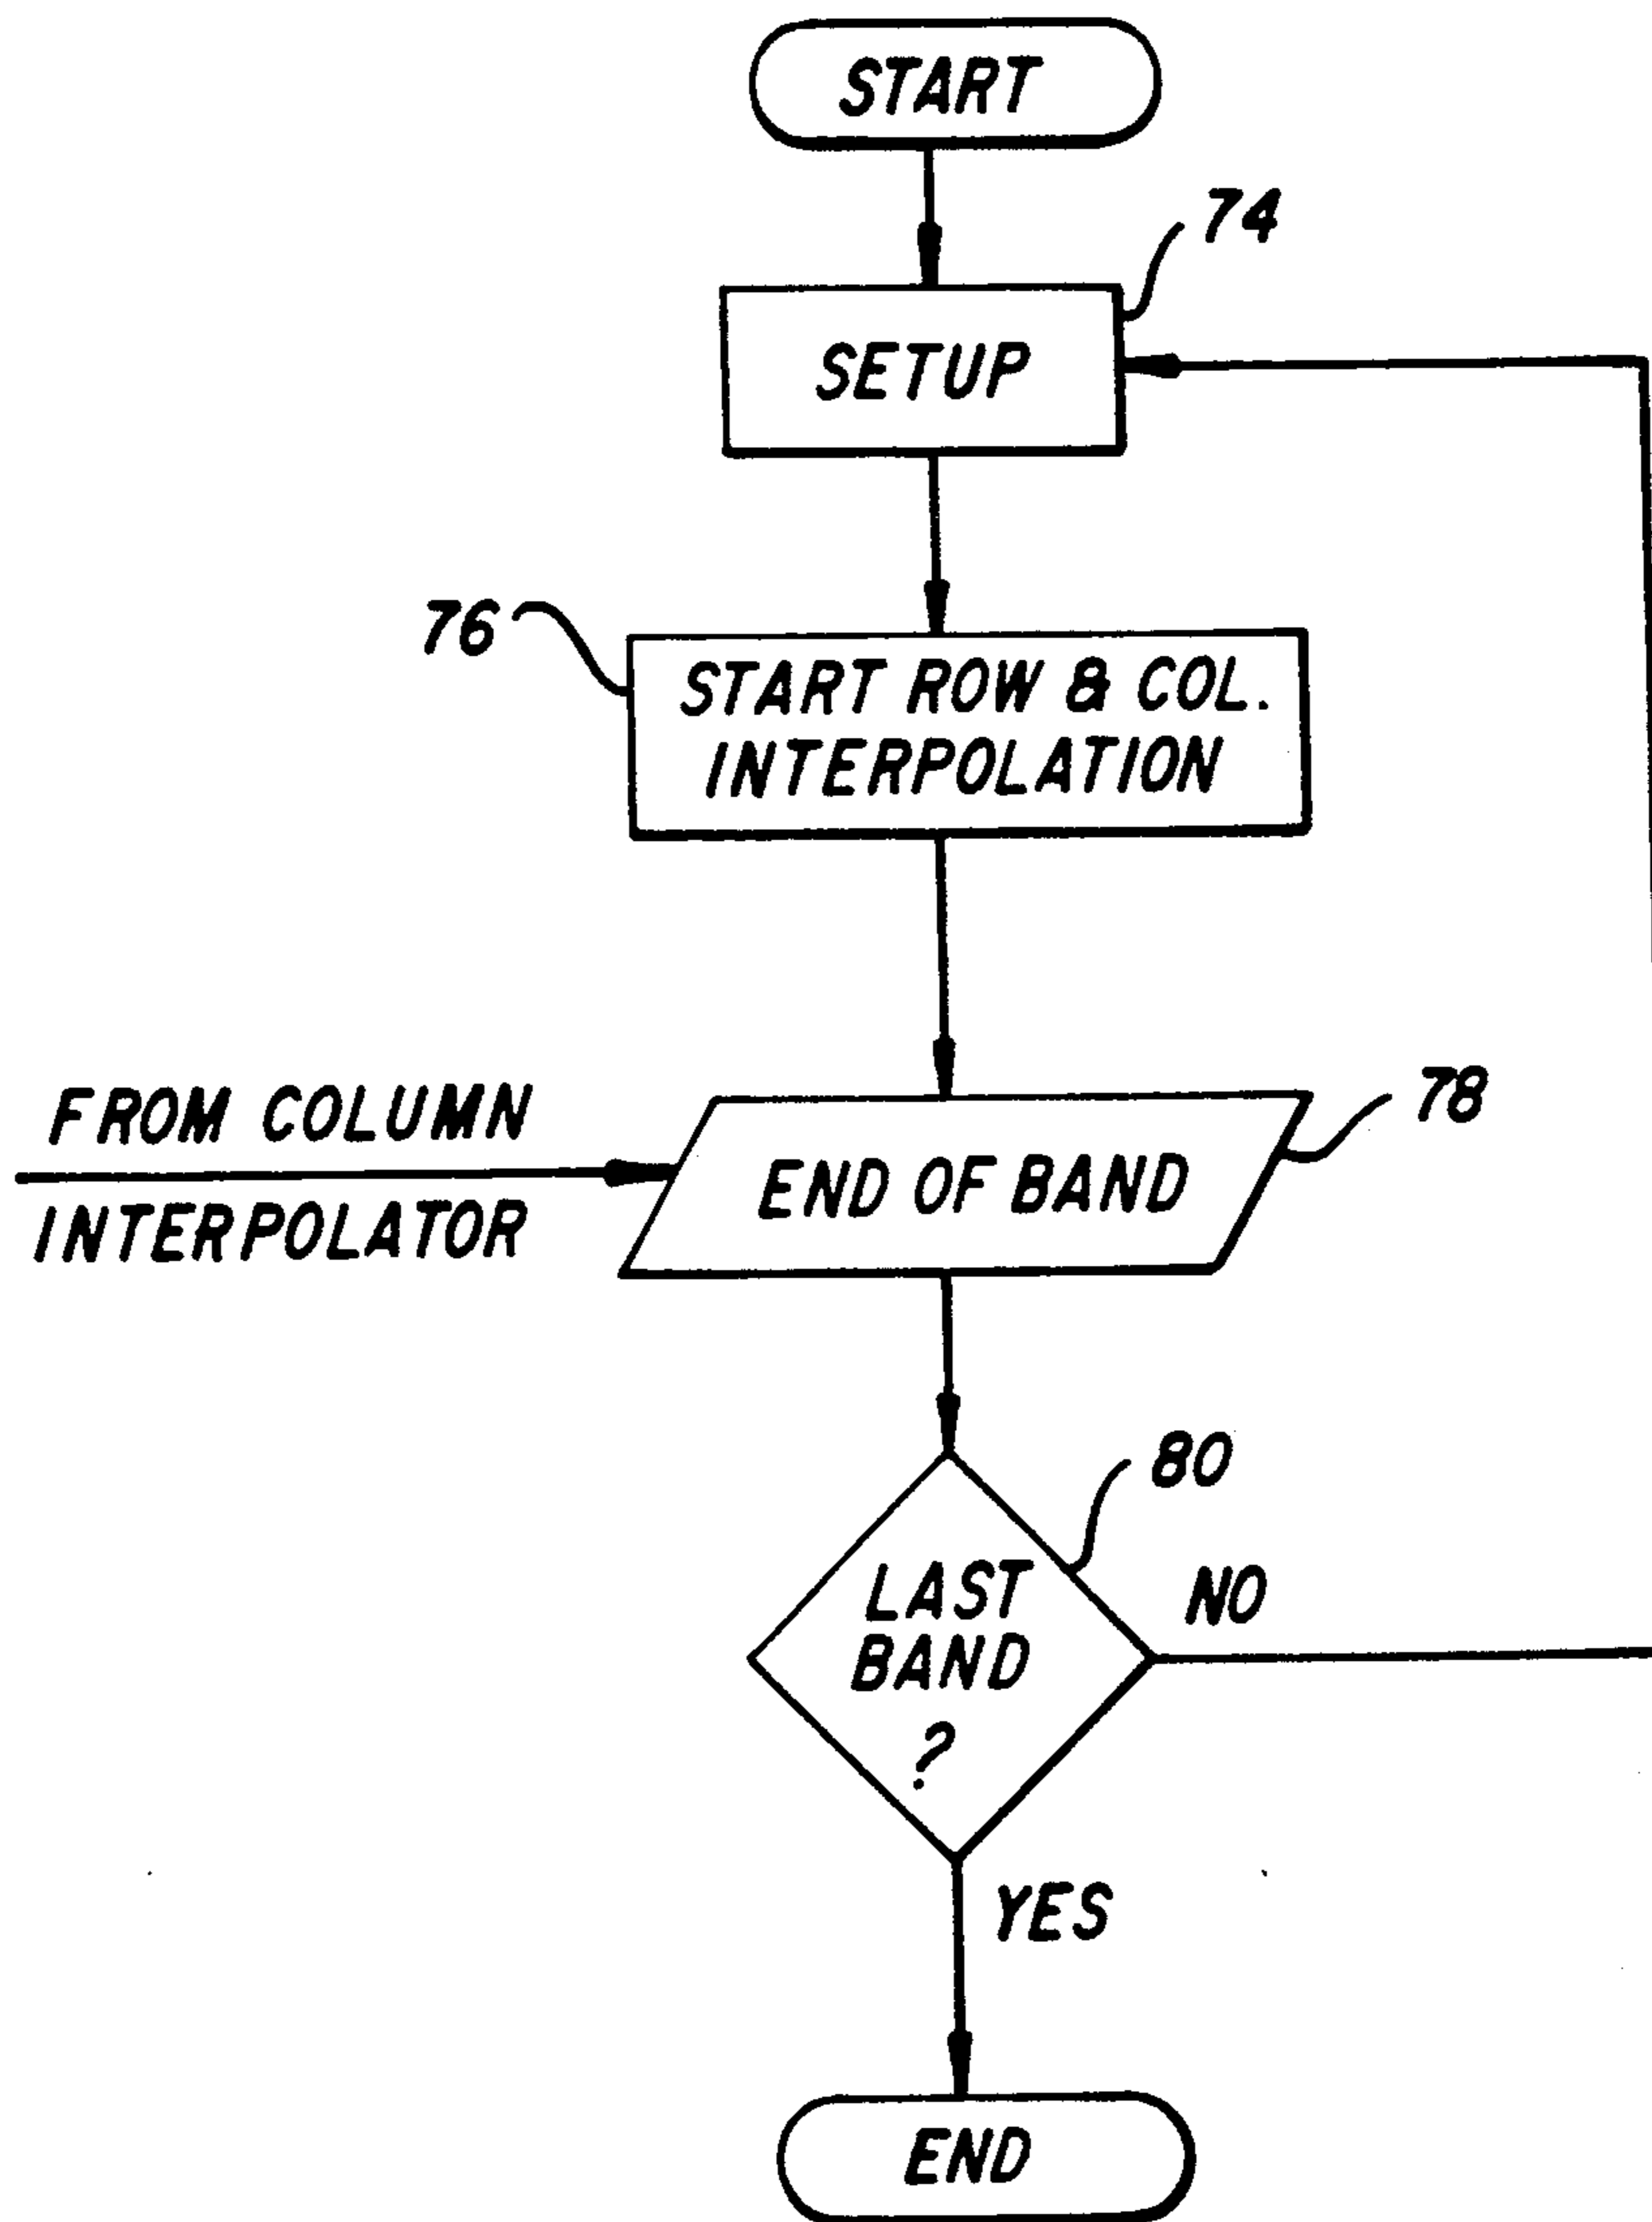 START
74
SETUP
76
START ROW & COL.
INTERPOLATION
FROM COLUMN
INTERPOLATOR
78
END OF BAND
80
LAST
BAND
?
NO
YES
END